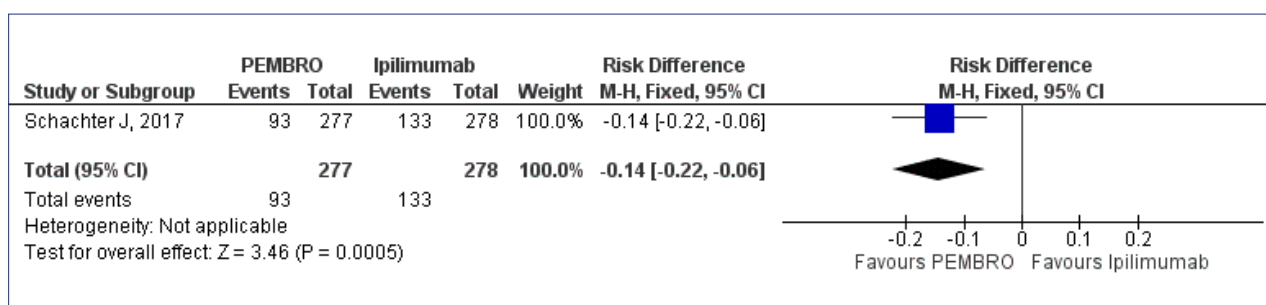 PEMBRO Ipilimumab Risk Difference Risk Difference
Study or Subgroup Events Total Events Total Weight M-H, Fixed, 95% CI M-H, Fixed, 95% CI
Schachter J, 2017 93 277 133 278 100.0% -0.14 [-0.22, -0.06]
Total (95% CI) 277 278 100.0% -0.14 [-0.22, -0.06]
Total events 93 133
Heterogeneity: Not applicable
Test for overall effect: Z = 3.46 (P = 0.0005)
-0.2 -0.1 0 0.1 0.2
Favours PEMBRO Favours Ipilimumab